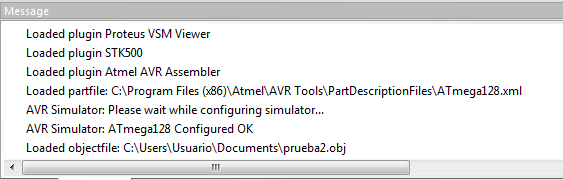 Message
Loaded plugin Proteus VSM Viewer
Loaded plugin STK500
Loaded plugin Atmel AVR Assembler
Loaded partfile: C:\Program Files (x86)\Atmel\AVR Tools\PartDescriptionFiles\ATmega128.xml
AVR Simulator: Please wait while configuring simulator...
AVR Simulator: ATmega128 Configured OK
Loaded objectfile: C:\Users\Usuario\Documents\prueba2.obj